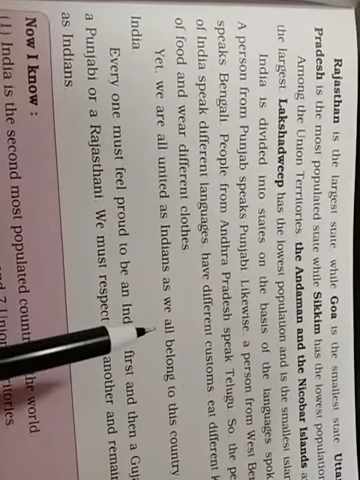 Rajasthan is the largest state while Goa is the smallest state Uttar
Pradesh is the most populated state while Sikkim has the lowest population
Among the Union Territories the Andaman and the Nicobar Islands
the largest Lakshadweep has the lowest population and is the smallest
India is divided into states on the basis of the languages
A person from Punjab speaks Punjabi Likewise, a person from West
speaks Bengali. People from Andhra Pradesh speak Telugu So, the
of India speak different languages, have different customs eat different
of food and wear different clothes
Yet, we are all united as Indians as we all belong to this country
India
Every one must feel proud to be an first and then a
a Punjabi or a Rajasthani We must respect another and remain
as Indians.
Now I know :
(1) India is the second most populated the world.
and 7 Union